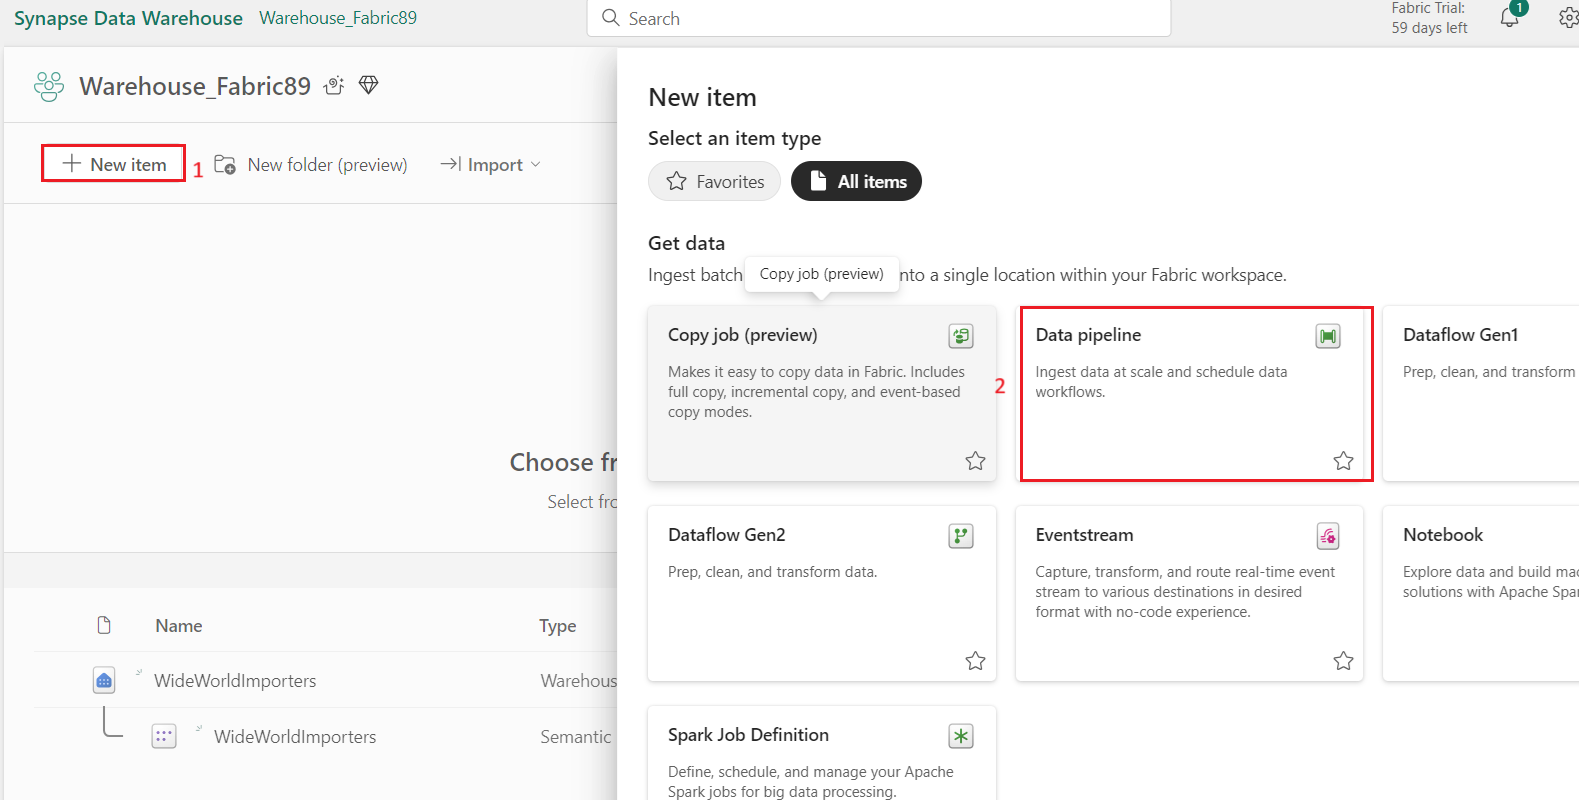 Synapse Data Warehouse Warehouse_Fabric89
Search
Fabric Trial:
59 days left
1
Warehouse_Fabric89
New item
1
New folder (preview)
Import
Choose fr
Select fro
Name
Type
WideWorldImporters
Warehous
WideWorldImporters
Semantic
New item
Select an item type
Favorites
All items
Get data
Ingest batch
Copy job (preview)
nto a single location within your Fabric workspace.
Copy job (preview)
Makes it easy to copy data in Fabric. Includes
full copy, incremental copy, and event-based
copy modes.
2
Data pipeline
Ingest data at scale and schedule data
workflows.
Dataflow Gen1
Prep, clean, and transform
Dataflow Gen2
Prep, clean, and transform data.
Eventstream
Capture, transform, and route real-time event
stream to various destinations in desired
format with no-code experience.
Notebook
Explore data and build mac
solutions with Apache Spar
Spark Job Definition
Define, schedule, and manage your Apache
Spark jobs for big data processing.